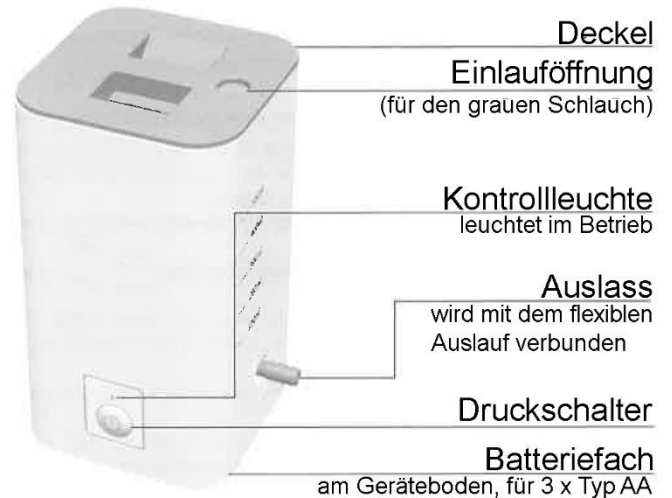 Deckel
Einlauföffnung
(für den grauen Schlauch)
Kontrollleuchte
leuchtet im Betrieb
Auslass
wird mit dem flexiblen
Auslauf verbunden
Druckschalter
Batteriefach
am Geräteboden, für 3 x Typ AA